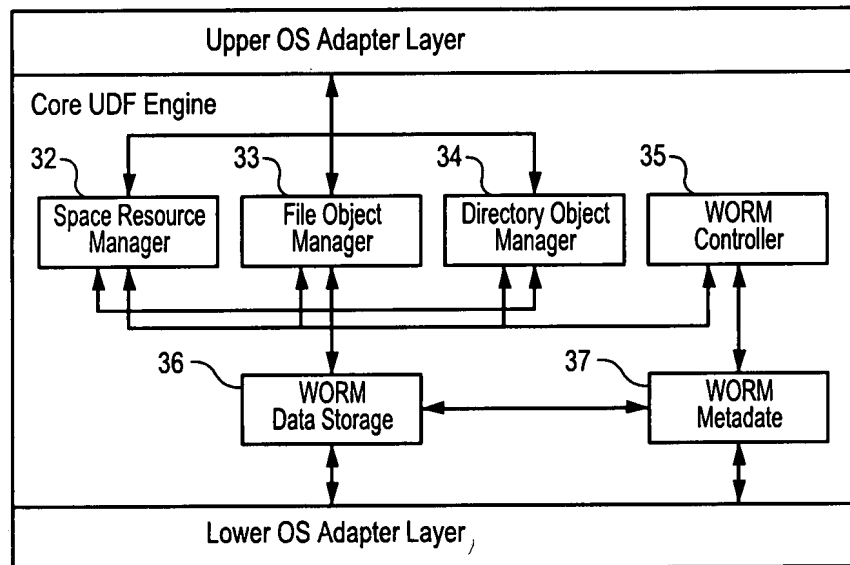 Upper OS Adapter Layer
Core UDF Engine
32
33
34
35
Space Resource
Manager
File Object
Manager
Directory Object
Manager
WORM
Controller
36
37
WORM
Data Storage
WORM
Metadate
Lower OS Adapter Layer